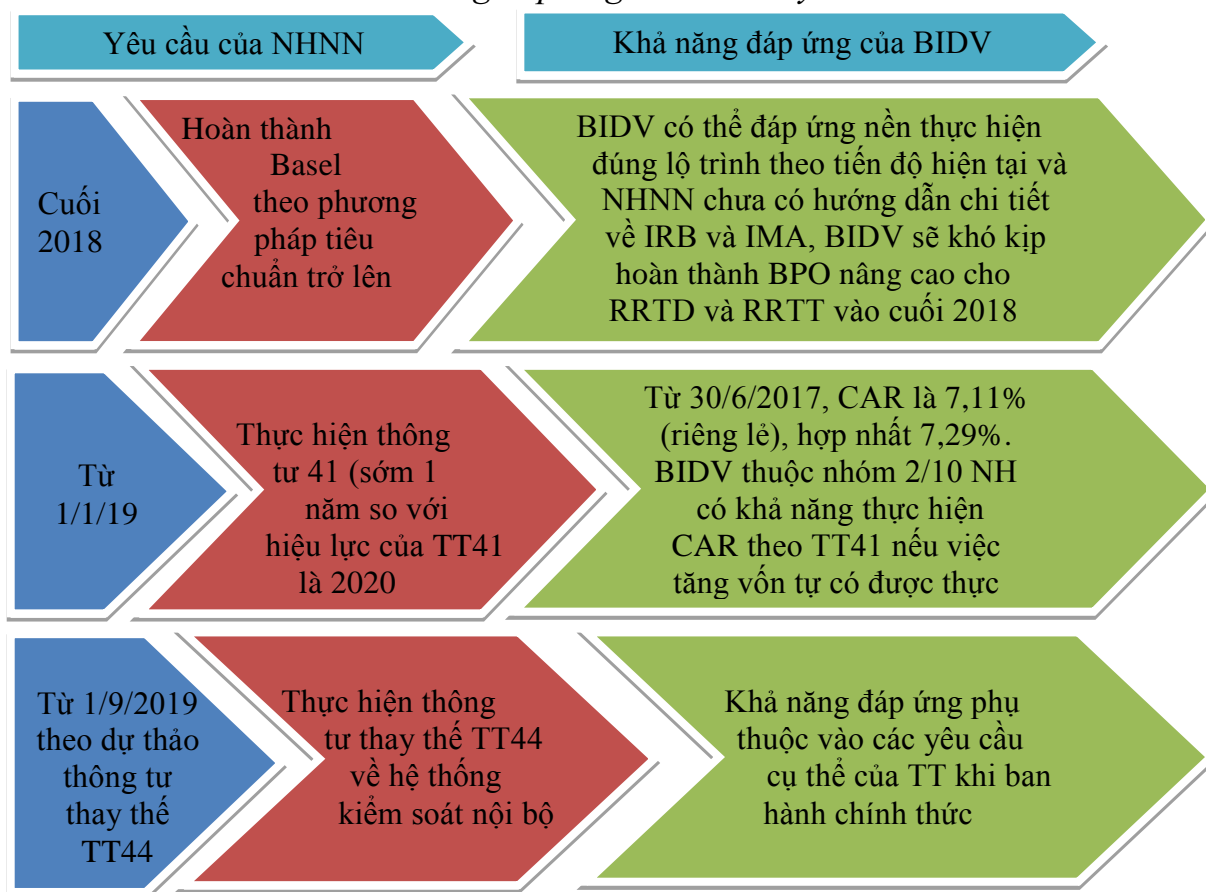 Yêu cầu của NHNN
Khả năng đáp ứng của BIDV
Cuối
2018
Hoàn thành
Basel
theo phương
pháp tiêu
chuẩn trở lên
BIDV có thể đáp ứng nền thực hiện
đúng lộ trình theo tiến độ hiện tại và
NHNN chưa có hướng dẫn chi tiết
về IRB và IMA, BIDV sẽ khó kịp
hoàn thành BPO nâng cao cho
RRTD và RRTT vào cuối 2018
Từ
1/1/19
Thực hiện thông
tư 41 (sớm 1
năm so với
hiệu lực của TT41
là 2020
Từ 30/6/2017, CAR là 7,11%
(riêng lẻ), hợp nhất 7,29%.
BIDV thuộc nhóm 2/10 NH
có khả năng thực hiện
CAR theo TT41 nếu việc
tăng vốn tự có được thực
Từ 1/9/2019
theo dự thảo
thông tư
thay thế
TT44
Thực hiện thông
tư thay thế TT44
về hệ thống
kiểm soát nội bộ
Khả năng đáp ứng phụ
thuộc vào các yêu cầu
cụ thể của TT khi ban
hành chính thức